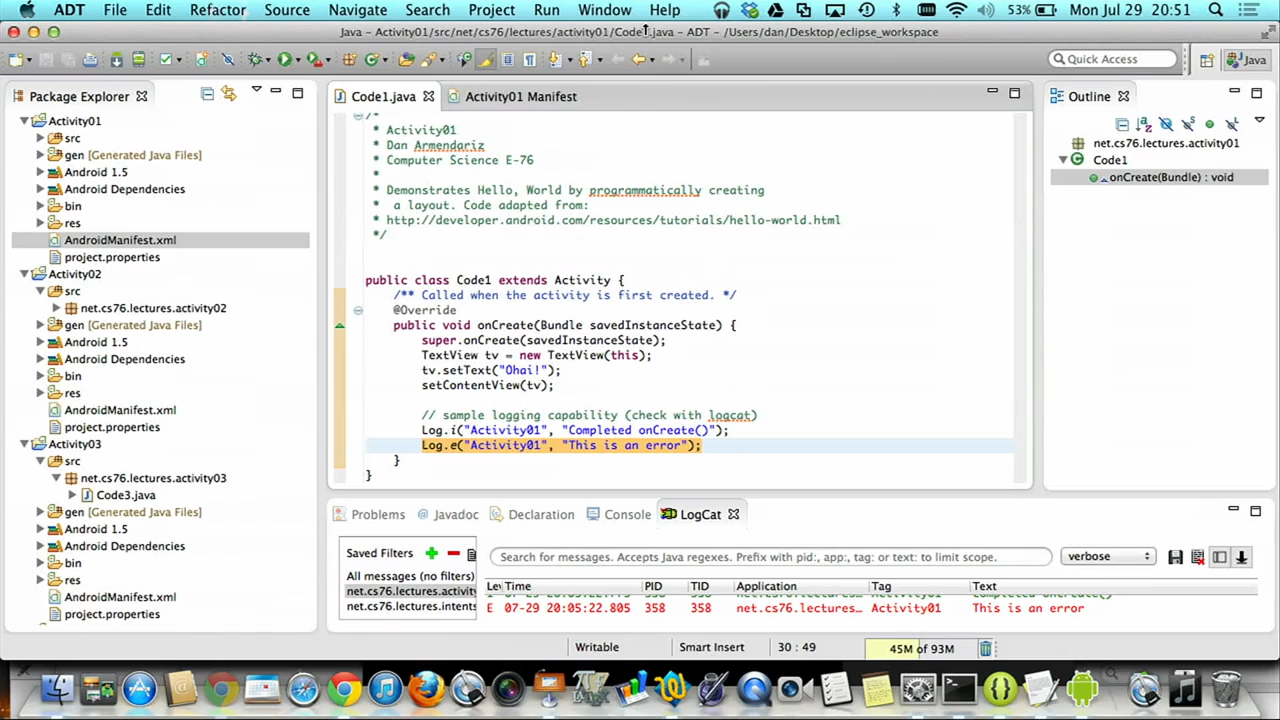 ADT File Edit Refactor Source Navigate Search Project Run Window Help 53% Mon Jul 29 20:51
Java - Activity01/src/net/cs76/lectures/activity01/Code1.java - ADT - /Users/dan/Desktop/eclipse_workspace
Quick Access Java
Package Explorer
Activity01
src
gen [Generated Java Files]
Android 1.5
Android Dependencies
bin
res
AndroidManifest.xml
project.properties
Activity02
src
net.cs76.lectures.activity02
gen [Generated Java Files]
Android 1.5
Android Dependencies
bin
res
AndroidManifest.xml
project.properties
Activity03
src
net.cs76.lectures.activity03
Code3.java
gen [Generated Java Files]
Android 1.5
Android Dependencies
bin
res
AndroidManifest.xml
project.properties
Code1.java Activity01 Manifest
/*
* Activity01
* Dan Armendariz
* Computer Science E-76
*
* Demonstrates Hello, World by programmatically creating
* a layout. Code adapted from:
* http://developer.android.com/resources/tutorials/hello-world.html
*/
public class Code1 extends Activity {
/** Called when the activity is first created. */
@Override
public void onCreate(Bundle savedInstanceState) {
super.onCreate(savedInstanceState);
TextView tv = new TextView(this);
tv.setText("Ohai!");
setContentView(tv);
// sample logging capability (check with logcat)
Log.i("Activity01", "Completed onCreate()");
Log.e("Activity01", "This is an error");
}
}
Outline
net.cs76.lectures.activity01
Code1
onCreate(Bundle) : void
Problems Javadoc Declaration Console LogCat
Saved Filters
All messages (no filters)
net.cs76.lectures.activity
net.cs76.lectures.intents
Search for messages. Accepts Java regexes. Prefix with pid:, app:, tag: or text: to limit scope. verbose
Le Time PID TID Application Tag Text
E 07-29 20:05:22.805 358 358 net.cs76.lectures... Activity01 This is an error
Writable Smart Insert 30 : 49 45M of 93M